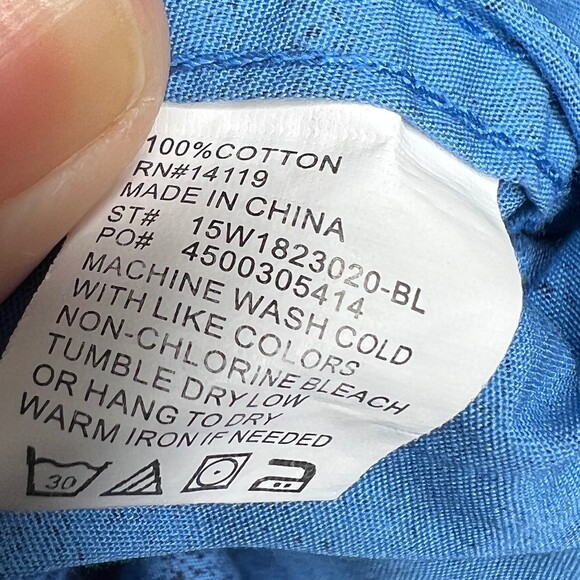 100%COTTON
RN#14119
MADE IN CHINA
ST# 15W1823020-BL
PO# 4500305414
MACHINE WASH COLD
WITH LIKE COLORS
NON-CHLORINE BLEACH
TUMBLE DRY LOW
OR HANG TO DRY
WARM IRON IF NEEDED
30